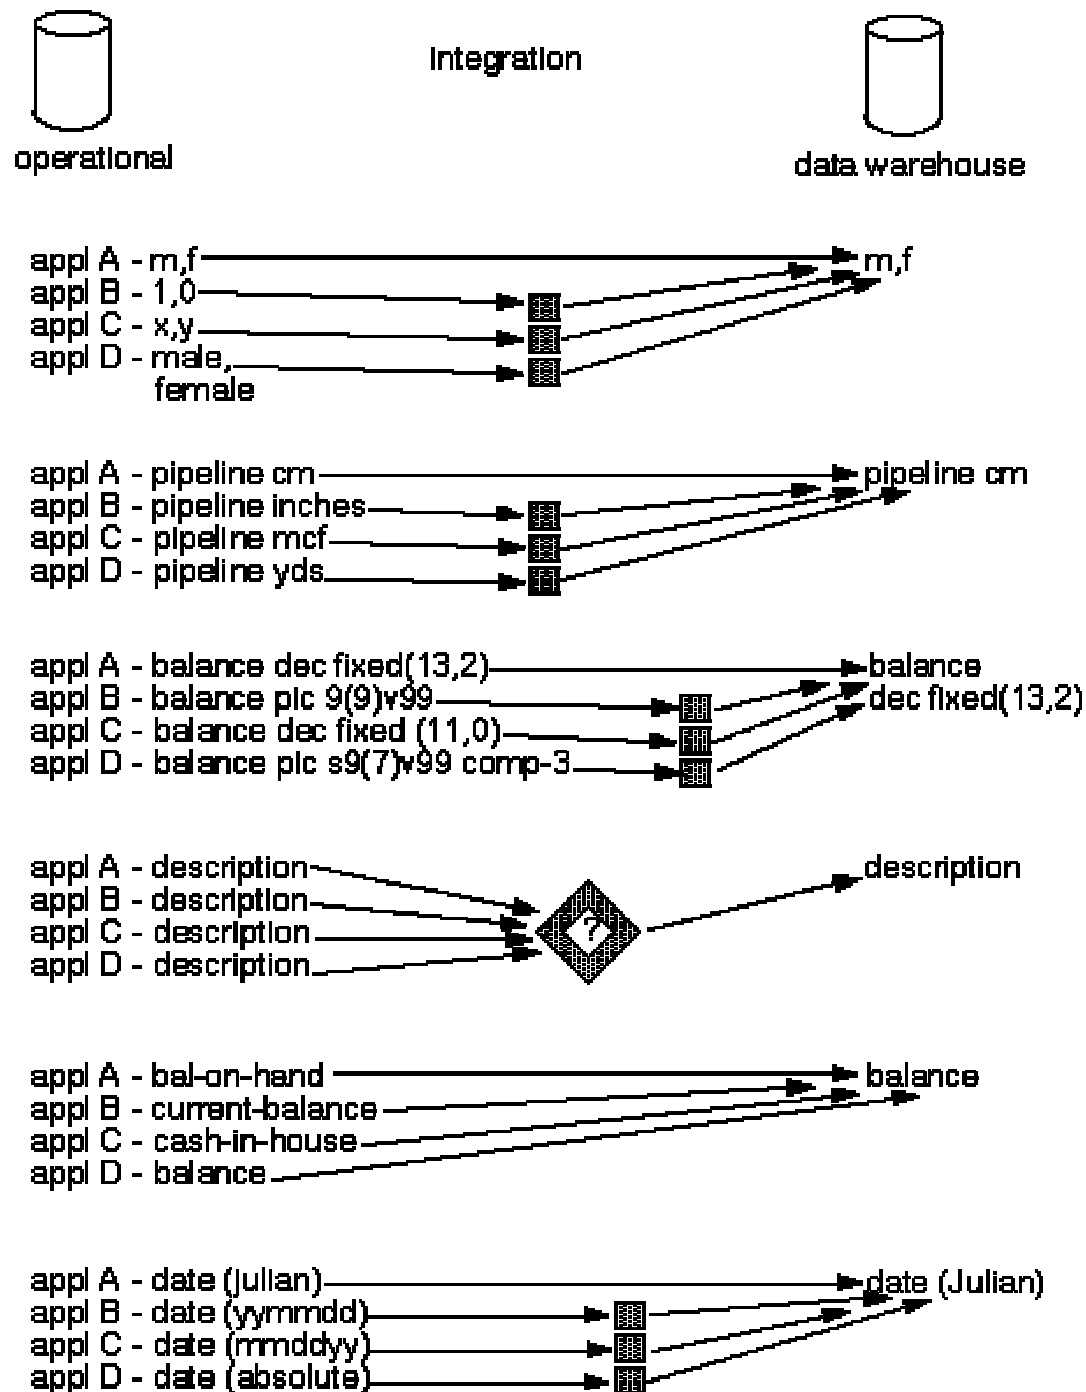 Integration
operational
data warehouse
appl A - m,f
m,f
appl B - 1,0
appl C - x,y
appl D - male,
female
appl A - pipeline cm
pipeline cm
appl B - pipeline inches
appl C - pipeline mcf
appl D - pipeline yds
appl A - balance dec fixed(13,2)
balance
appl B - balance pic 9(9)v99
dec fixed(13,2)
appl C - balance dec fixed (11,0)
appl D - balance pic s9(7)v99 comp-3
appl A - description
description
appl B - description
appl C - description
?
appl D - description
appl A - bal-on-hand
balance
appl B - current-balance
appl C - cash-in-house
appl D - balance
appl A - date (julian)
date (Julian)
appl B - date (yymmdd)
appl C - date (mmddyy)
appl D - date (absolute)